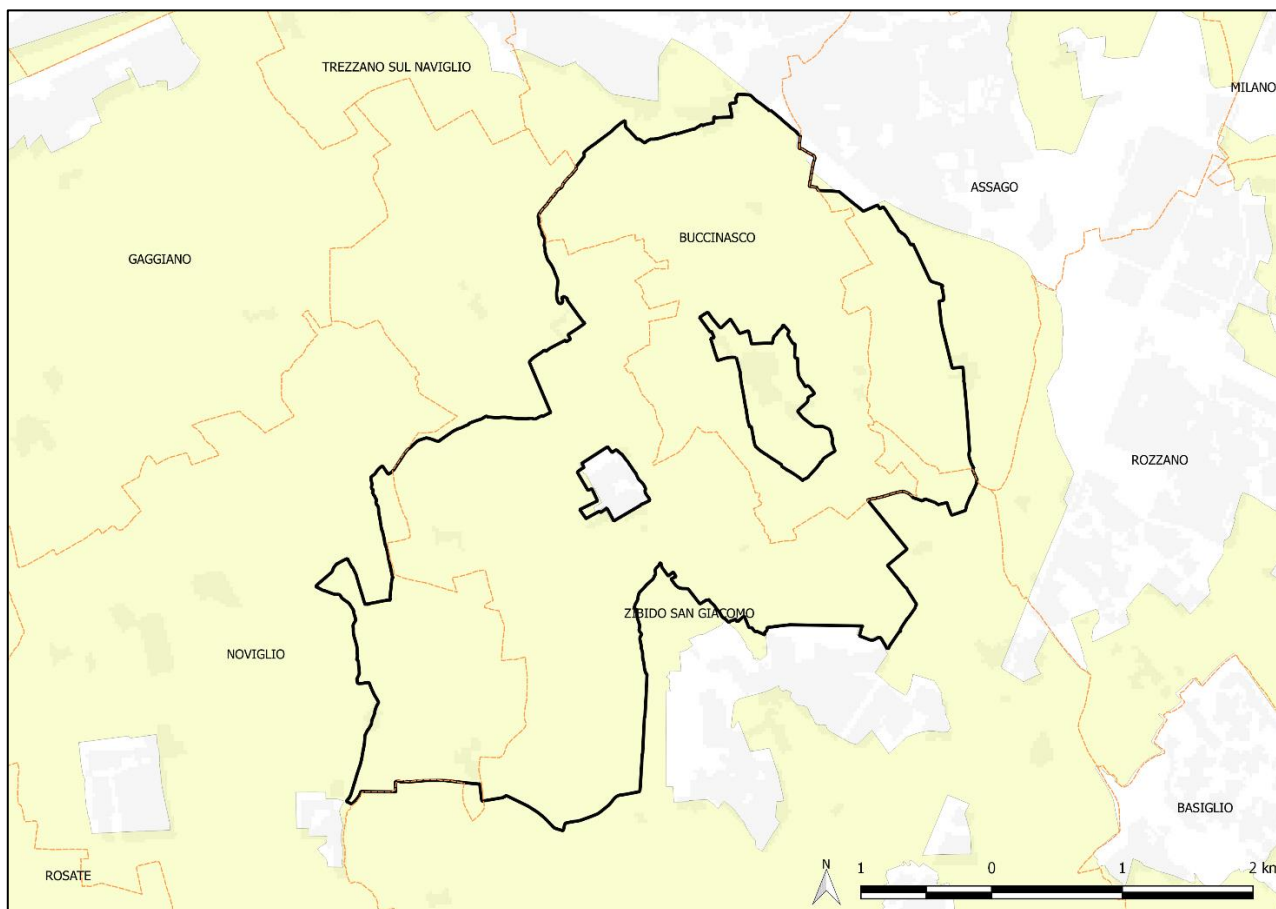 TREZZANO SUL NAVIGLIO
MILANO
ASSAGO
BUCCINASCO
GAGGIANO
ROZZANO
ZIBIDO SAN GIACOMO
NOVIGLIO
BASIGLIO
ROSATE
N
1 0 1 2 km